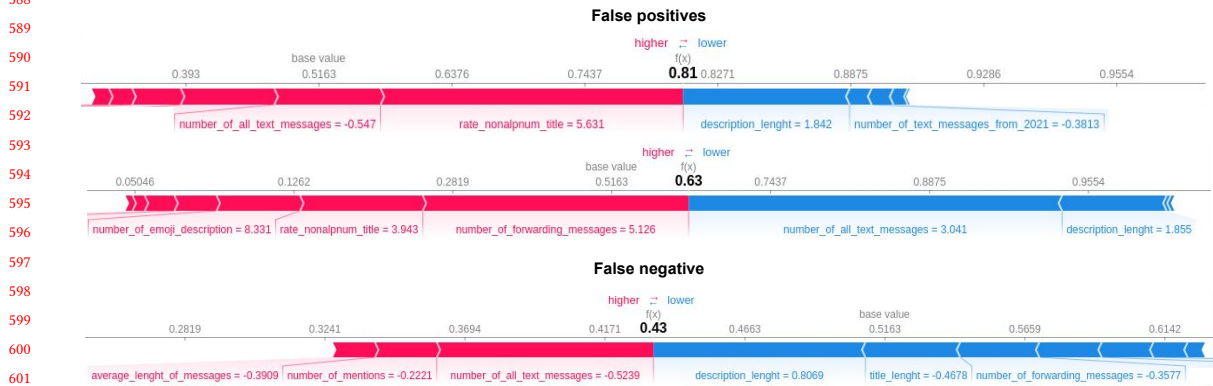 588
589
590
591
592
593
594
595
596
597
598
599
600
601
False positives
higher ⇄ lower
base value f(x)
0.393 0.5163 0.6376 0.7437 0.81 0.8271 0.8875 0.9286 0.9554
number_of_all_text_messages = -0.547 rate_nonalpnum_title = 5.631 description_lenght = 1.842 number_of_text_messages_from_2021 = -0.3813
higher ⇄ lower
base value f(x)
0.05046 0.1262 0.2819 0.5163 0.63 0.7437 0.8875 0.9554
number_of_emoji_description = 8.331 rate_nonalpnum_title = 3.943 number_of_forwarding_messages = 5.126 number_of_all_text_messages = 3.041 description_lenght = 1.855
False negative
higher ⇄ lower
f(x) base value
0.2819 0.3241 0.3694 0.4171 0.43 0.4663 0.5163 0.5659 0.6142
average_lenght_of_messages = -0.3909 number_of_mentions = -0.2221 number_of_all_text_messages = -0.5239 description_lenght = 0.8069 title_lenght = -0.4678 number_of_forwarding_messages = -0.3577